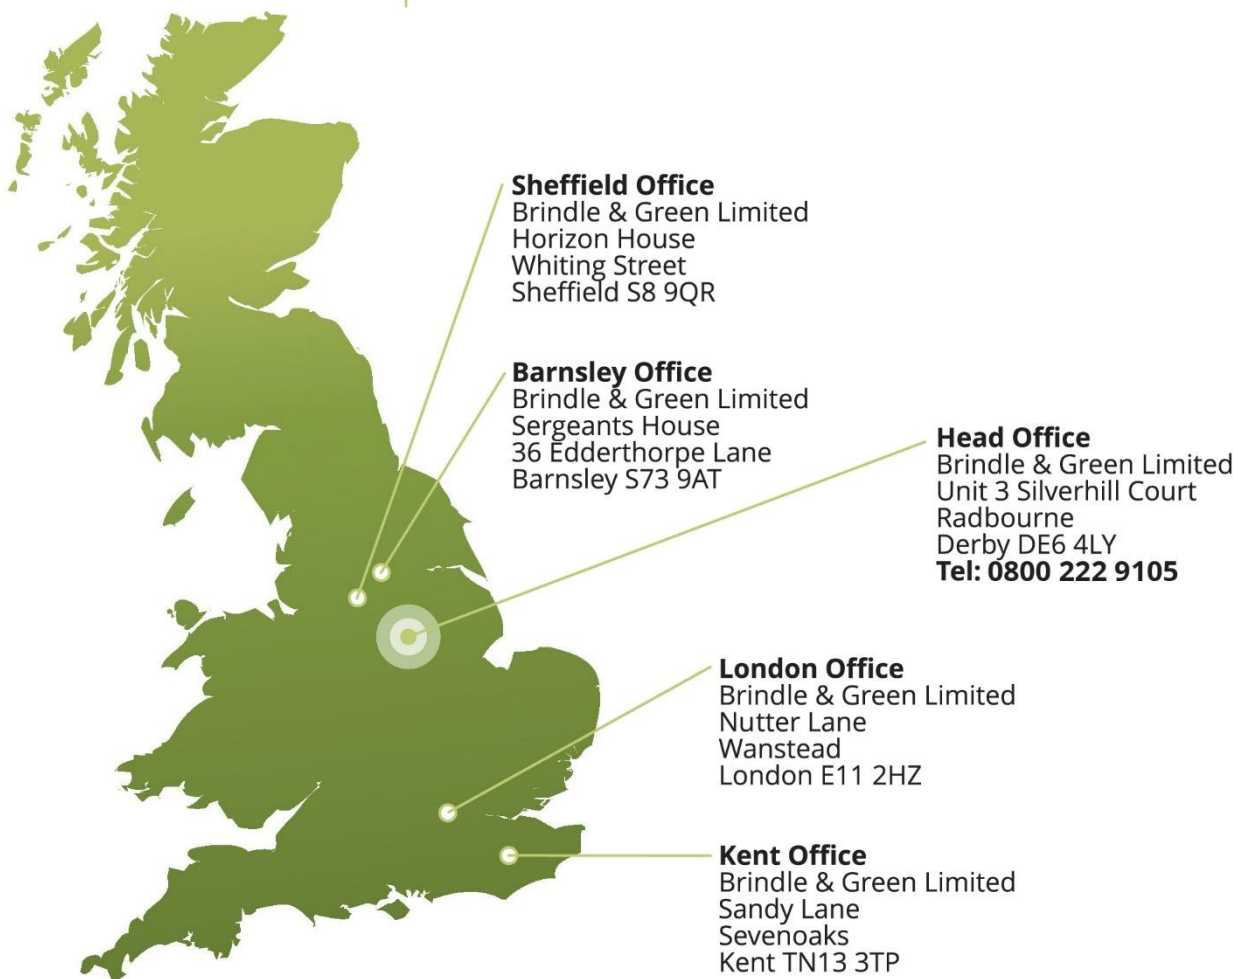 Sheffield Office
Brindle & Green Limited
Horizon House
Whiting Street
Sheffield S8 9QR
Barnsley Office
Brindle & Green Limited
Sergeants House
36 Edderthorpe Lane
Barnsley S73 9AT
Head Office
Brindle & Green Limited
Unit 3 Silverhill Court
Radbourne
Derby DE6 4LY
Tel: 0800 222 9105
London Office
Brindle & Green Limited
Nutter Lane
Wanstead
London E11 2HZ
Kent Office
Brindle & Green Limited
Sandy Lane
Sevenoaks
Kent TN13 3TP